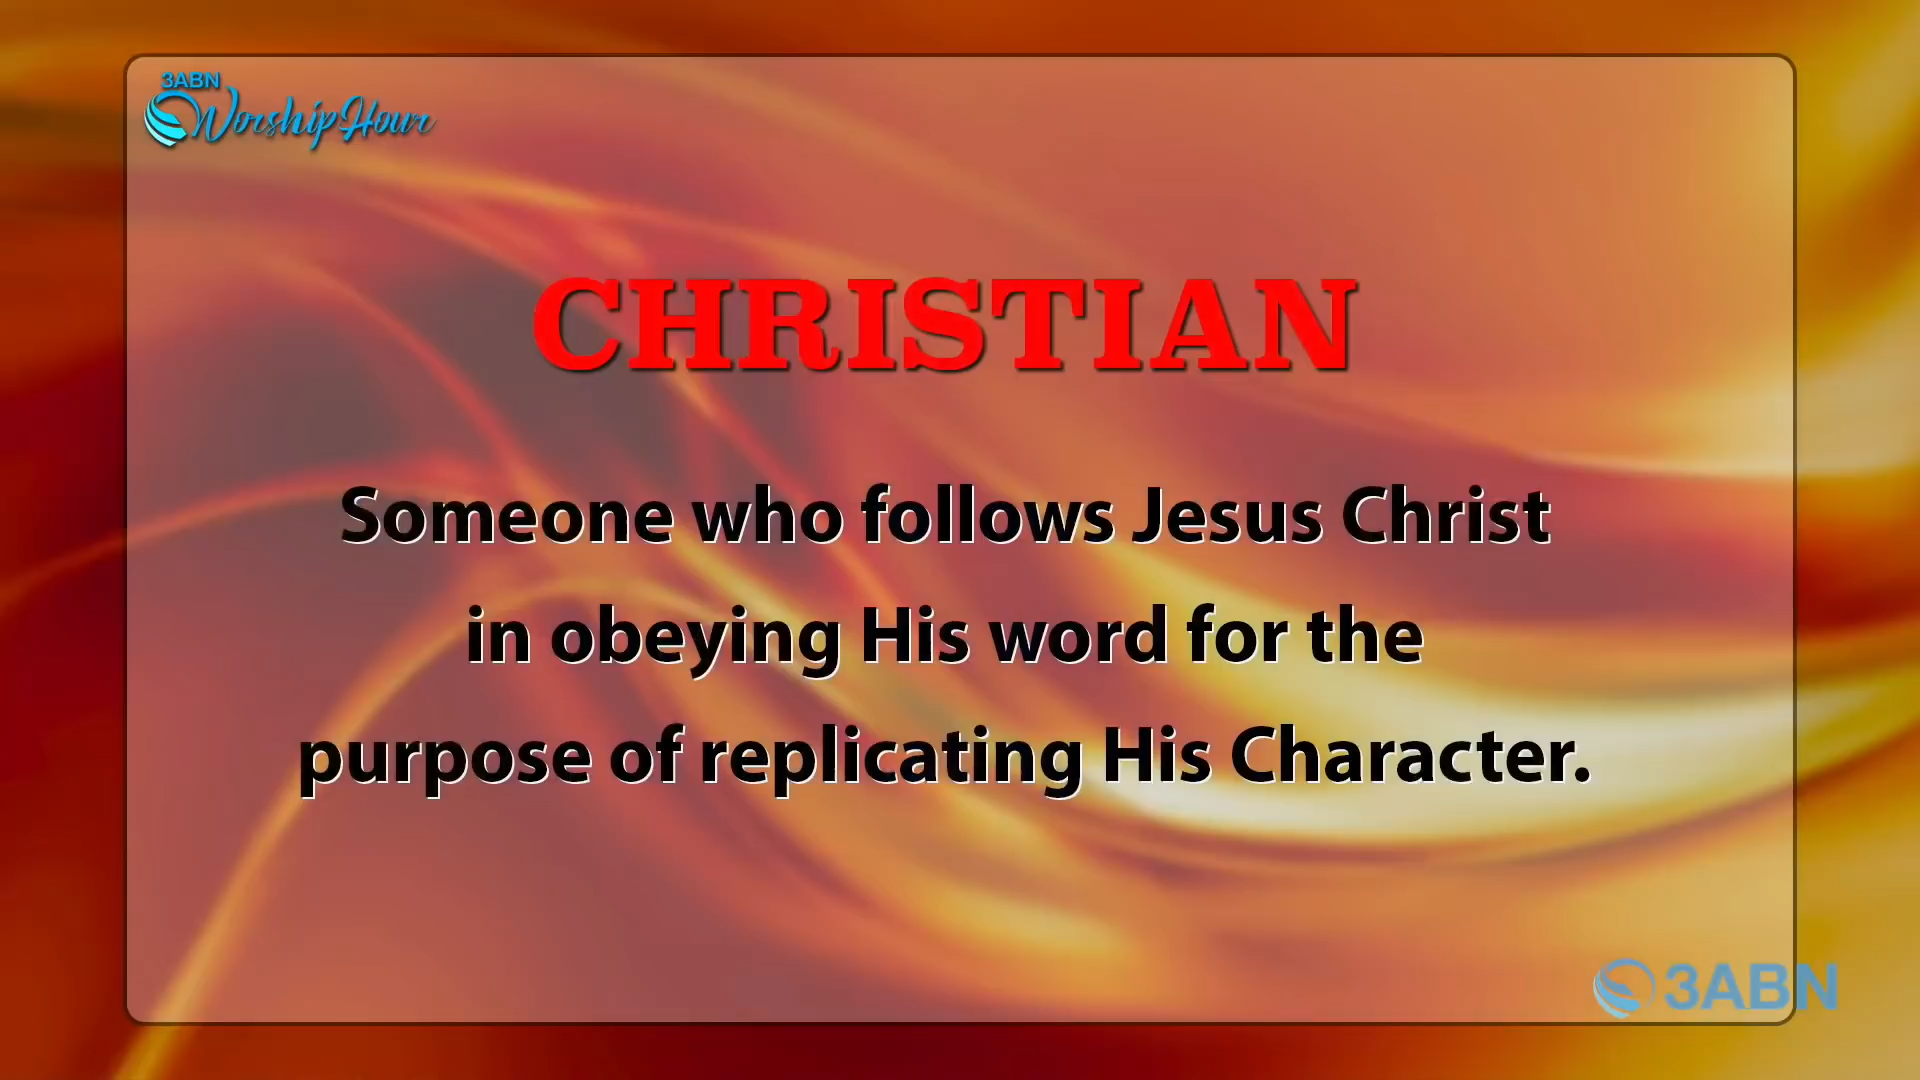 3ABN
Worship Hour
CHRISTIAN
Someone who follows Jesus Christ
in obeying His word for the
purpose of replicating His Character.
3ABN